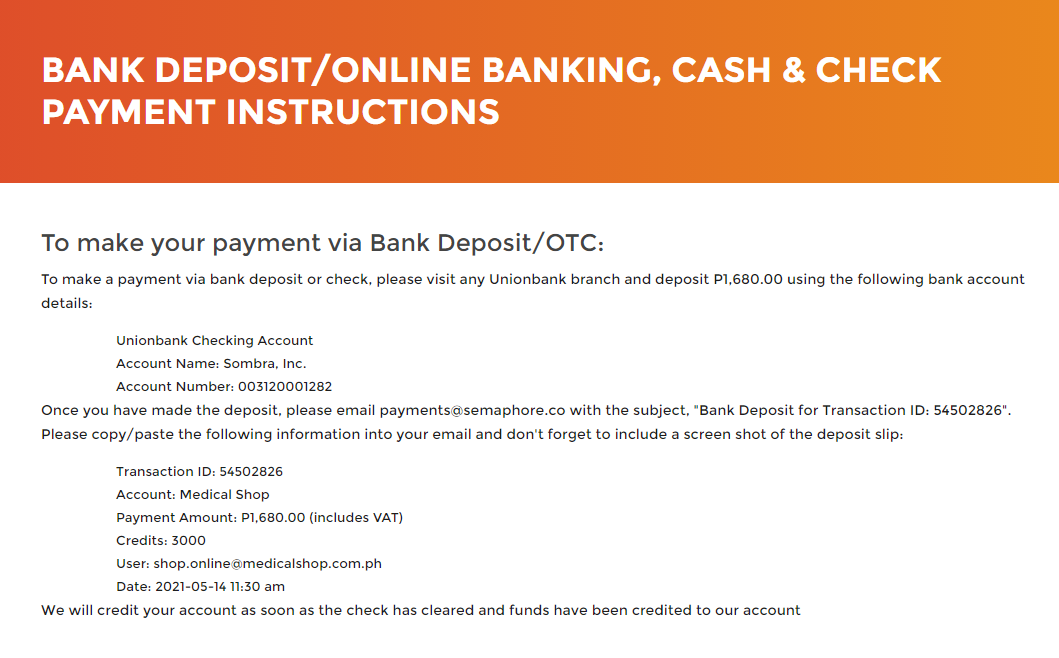 BANK DEPOSIT/ONLINE BANKING, CASH & CHECK
PAYMENT INSTRUCTIONS
To make your payment via Bank Deposit/OTC:
To make a payment via bank deposit or check, please visit any Unionbank branch and deposit P1,680.00 using the following bank account
details:
Unionbank Checking Account
Account Name: Sombra, Inc.
Account Number: 003120001282
Once you have made the deposit, please email payments@semaphore.co with the subject, "Bank Deposit for Transaction ID: 54502826".
Please copy/paste the following information into your email and don't forget to include a screen shot of the deposit slip:
Transaction ID: 54502826
Account: Medical Shop
Payment Amount: P1,680.00 (includes VAT)
Credits: 3000
User: shop.online@medicalshop.com.ph
Date: 2021-05-14 11:30 am
We will credit your account as soon as the check has cleared and funds have been credited to our account